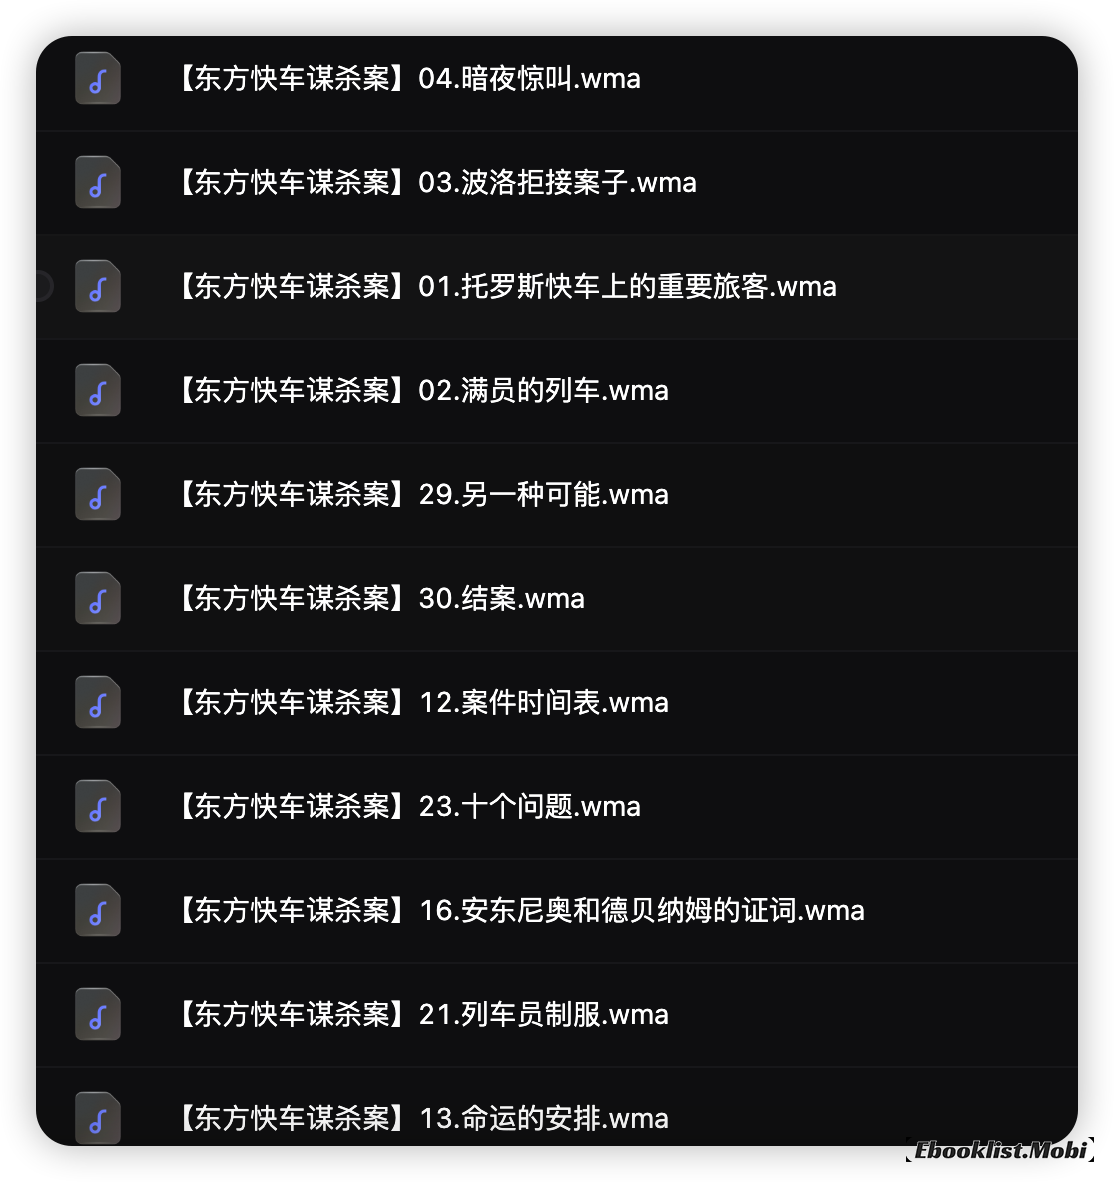 【东方快车谋杀案】04.暗夜惊叫.wma
【东方快车谋杀案】03.波洛拒接案子.wma
【东方快车谋杀案】01.托罗斯快车上的重要旅客.wma
【东方快车谋杀案】02.满员的列车.wma
【东方快车谋杀案】29.另一种可能.wma
【东方快车谋杀案】30.结案.wma
【东方快车谋杀案】12.案件时间表.wma
【东方快车谋杀案】23.十个问题.wma
【东方快车谋杀案】16.安东尼奥和德贝纳姆的证词.wma
【东方快车谋杀案】21.列车员制服.wma
【东方快车谋杀案】13.命运的安排.wma
【Ebooklist.Mobi】